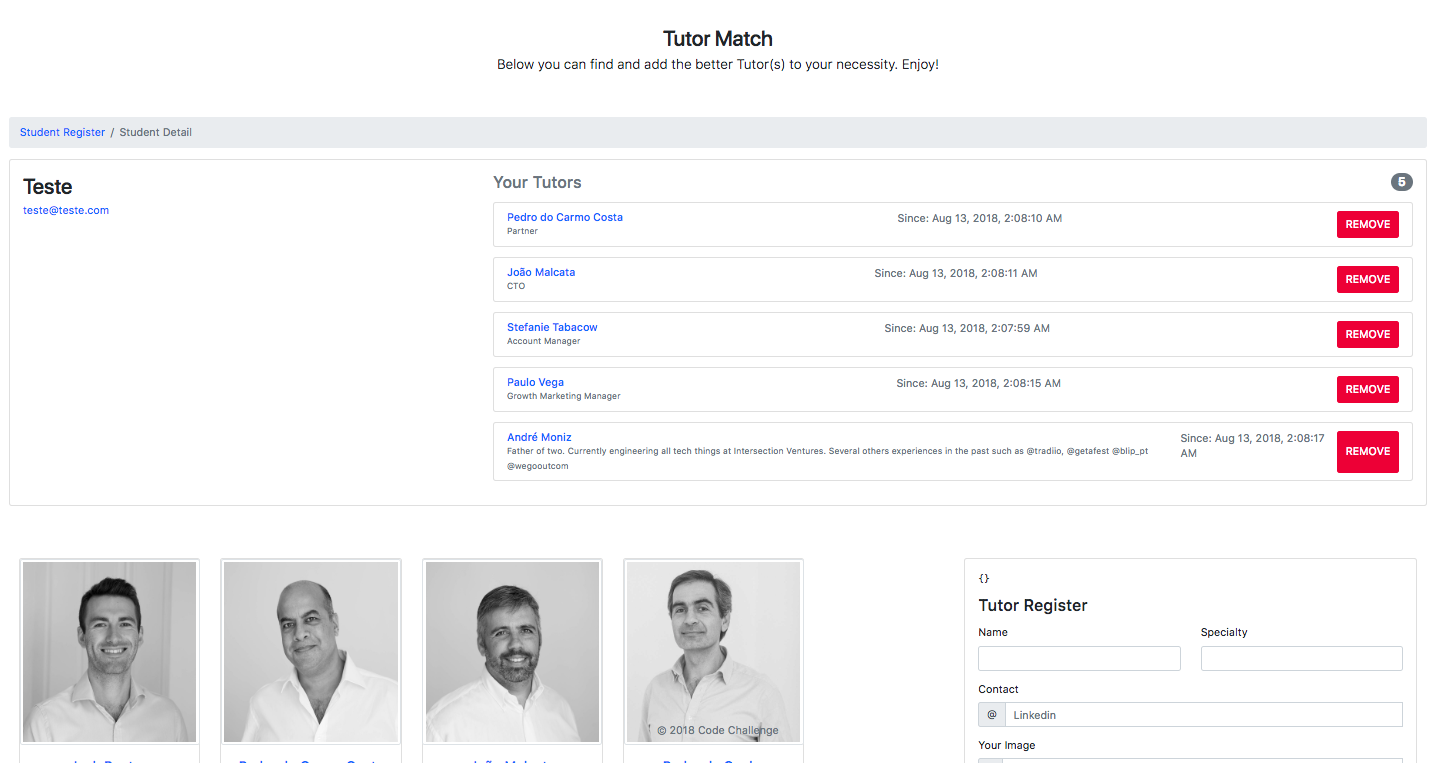 Tutor Match
Below you can find and add the better Tutor(s) to your necessity. Enjoy!
Student Register / Student Detail
Teste
teste@teste.com
Your Tutors
5
Pedro do Carmo Costa
Partner
Since: Aug 13, 2018, 2:08:10 AM
REMOVE
João Malcata
CTO
Since: Aug 13, 2018, 2:08:11 AM
REMOVE
Stefanie Tabacow
Account Manager
Since: Aug 13, 2018, 2:07:59 AM
REMOVE
Paulo Vega
Growth Marketing Manager
Since: Aug 13, 2018, 2:08:15 AM
REMOVE
André Moniz
Father of two. Currently engineering all tech things at Intersection Ventures. Several others experiences in the past such as @tradiio, @getafest @blip_pt
@wegooutcom
Since: Aug 13, 2018, 2:08:17
AM
REMOVE
© 2018 Code Challenge
{}
Tutor Register
Name
Specialty
Contact
@ Linkedin
Your Image